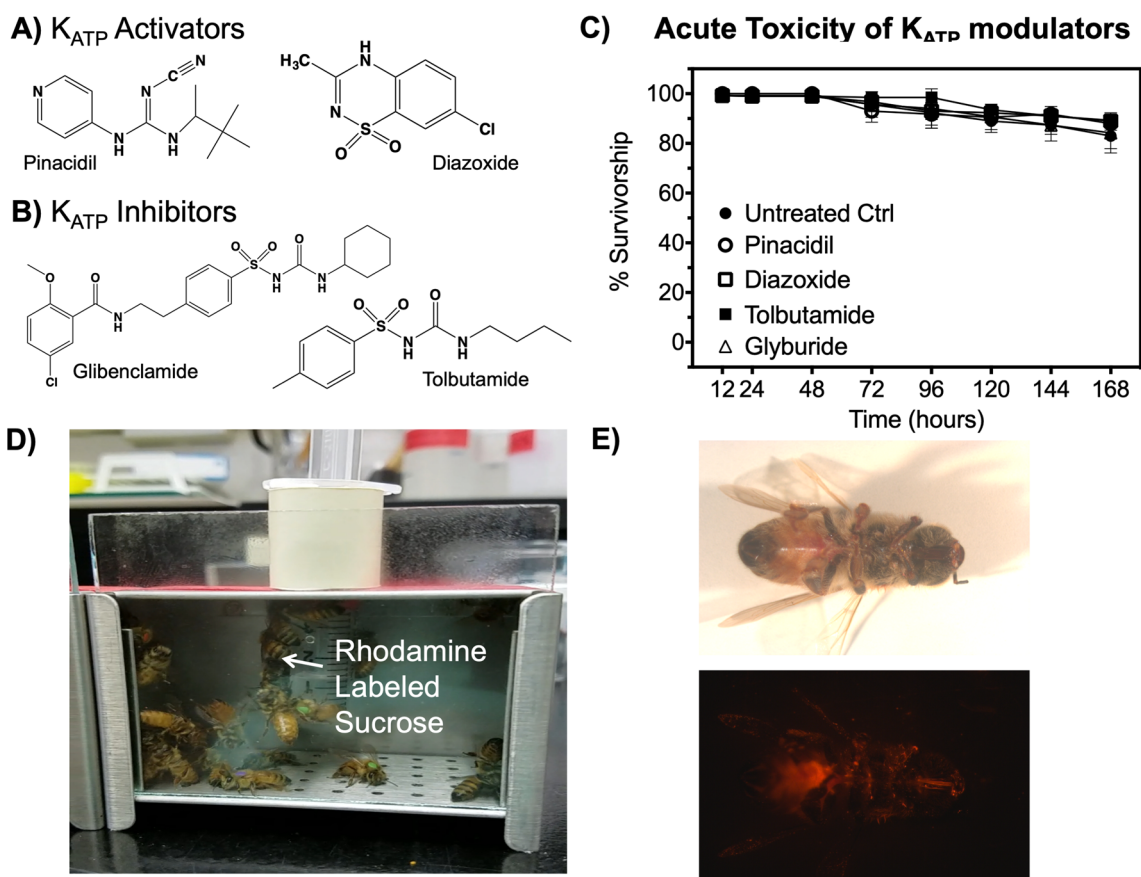 A) KATP Activators
N
C
N
N
N
H
N
H
Pinacidil
H3C
H
N
N
S
O
O
Cl
Diazoxide
B) KATP Inhibitors
O
O
N
H
Cl
O
O
S
N
H
O
N
H
Glibenclamide
O
O
S
N
H
O
N
H
Tolbutamide
C) Acute Toxicity of KATP modulators
% Survivorship
100
80
60
40
20
0
Untreated Ctrl
Pinacidil
Diazoxide
Tolbutamide
Glyburide
12 24 48 72 96 120 144 168
Time (hours)
D)
Rhodamine
Labeled
Sucrose
E)